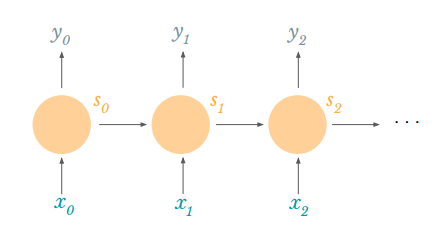 y₀ y₁ y₂
s₀ s₁ s₂ ...
x₀ x₁ x₂